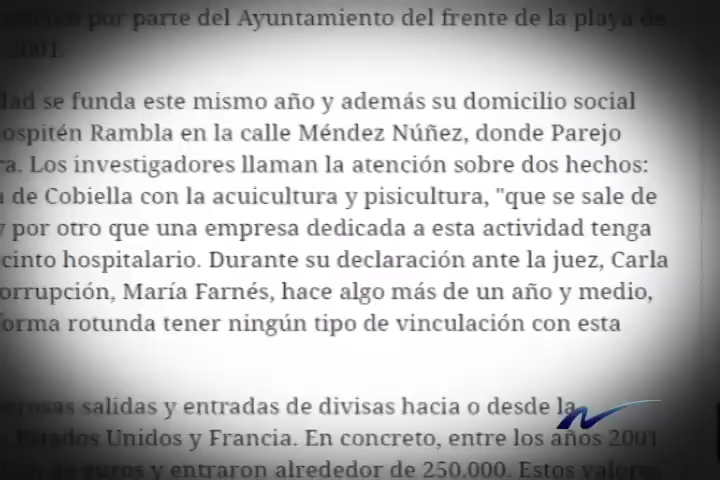 por parte del Ayuntamiento del frente de la playa de
2001.
dad se funda este mismo año y además su domicilio social
ospitén Rambla en la calle Méndez Núñez, donde Parejo
ra. Los investigadores llaman la atención sobre dos hechos:
de Cobiella con la acuicultura y pisicultura, "que se sale de
y por otro que una empresa dedicada a esta actividad tenga
cinto hospitalario. Durante su declaración ante la juez, Carla
orrupción, María Farnés, hace algo más de un año y medio,
forma rotunda tener ningún tipo de vinculación con esta
salidas y entradas de divisas hacia o desde la
Estados Unidos y Francia. En concreto, entre los años 2001
de euros y entraron alrededor de 250.000. Estos valores